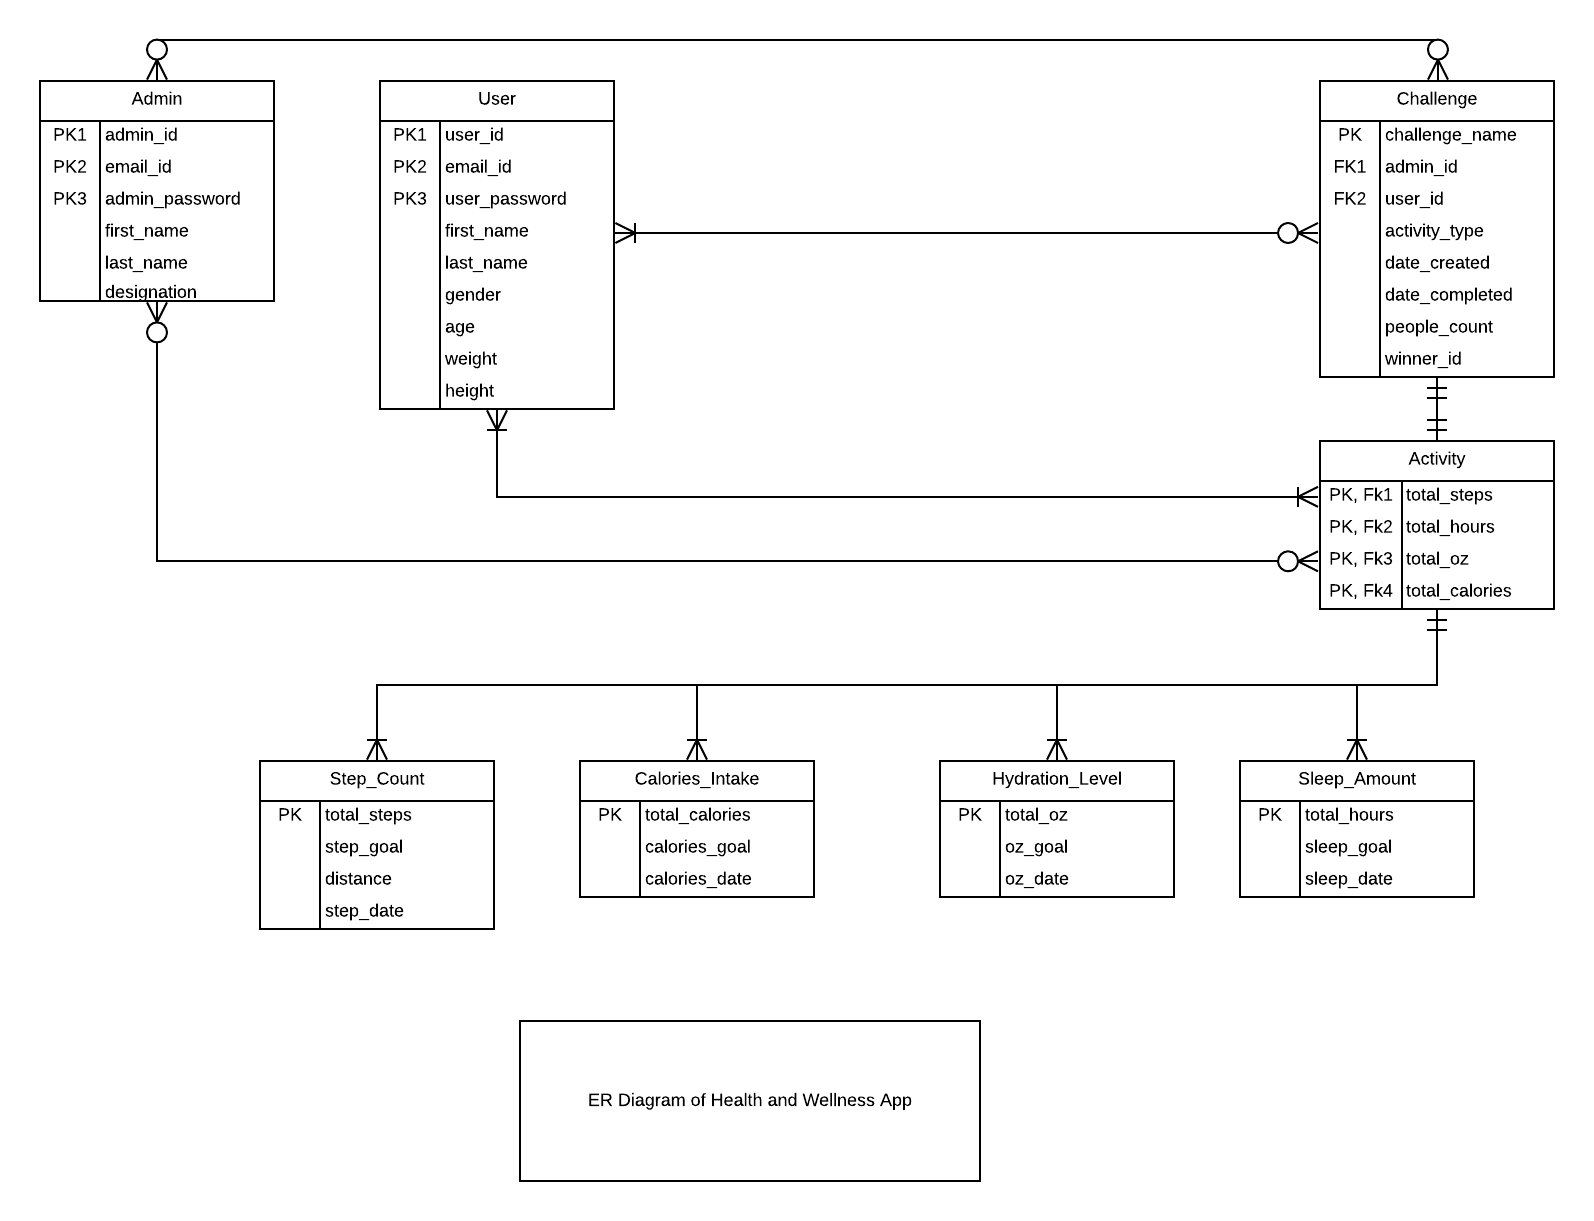 Admin
PK1 admin_id
PK2 email_id
PK3 admin_password
first_name
last_name
designation
User
PK1 user_id
PK2 email_id
PK3 user_password
first_name
last_name
gender
age
weight
height
Challenge
PK challenge_name
FK1 admin_id
FK2 user_id
activity_type
date_created
date_completed
people_count
winner_id
Activity
PK, Fk1 total_steps
PK, Fk2 total_hours
PK, Fk3 total_oz
PK, Fk4 total_calories
Step_Count
PK total_steps
step_goal
distance
step_date
Calories_Intake
PK total_calories
calories_goal
calories_date
Hydration_Level
PK total_oz
oz_goal
oz_date
Sleep_Amount
PK total_hours
sleep_goal
sleep_date
ER Diagram of Health and Wellness App